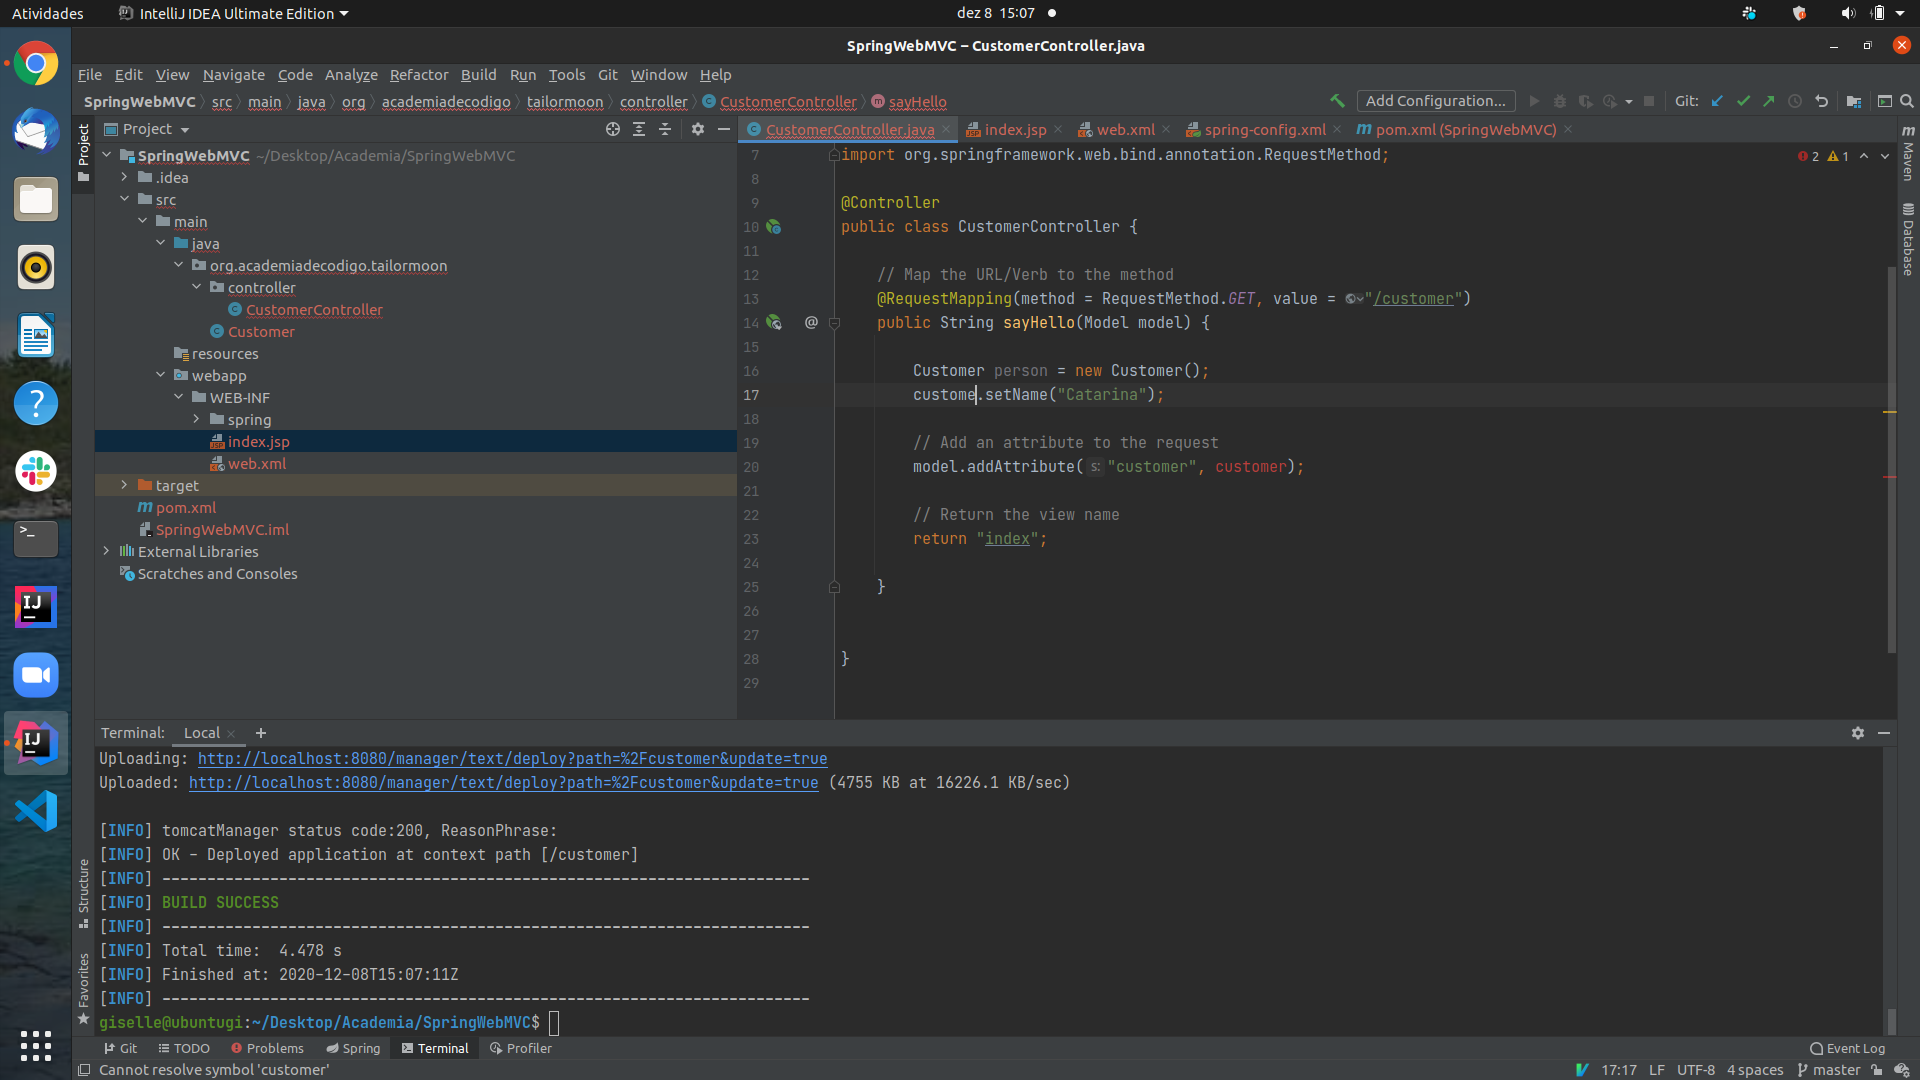 Atividades IntelliJ IDEA Ultimate Edition dez 8 15:07
SpringWebMVC – CustomerController.java
File Edit View Navigate Code Analyze Refactor Build Run Tools Git Window Help
SpringWebMVC src main java org academiadecodigo tailormoon controller CustomerController sayHello Add Configuration... Git:
Project
CustomerController.java index.jsp web.xml spring-config.xml pom.xml (SpringWebMVC)
Project
Maven
Database
Structure
Favorites
SpringWebMVC ~/Desktop/Academia/SpringWebMVC
.idea
src
main
java
org.academiadecodigo.tailormoon
controller
CustomerController
Customer
resources
webapp
WEB-INF
spring
index.jsp
web.xml
target
pom.xml
SpringWebMVC.iml
External Libraries
Scratches and Consoles
2 1
7 import org.springframework.web.bind.annotation.RequestMethod;
8
9 @Controller
10 public class CustomerController {
11
12 // Map the URL/Verb to the method
13 @RequestMapping(method = RequestMethod.GET, value = "/customer")
14 @ public String sayHello(Model model) {
15
16 Customer person = new Customer();
17 custome.setName("Catarina");
18
19 // Add an attribute to the request
20 model.addAttribute( s: "customer", customer);
21
22 // Return the view name
23 return "index";
24
25 }
26
27
28 }
29
Terminal: Local +
Uploading: http://localhost:8080/manager/text/deploy?path=%2Fcustomer&update=true
Uploaded: http://localhost:8080/manager/text/deploy?path=%2Fcustomer&update=true (4755 KB at 16226.1 KB/sec)
[INFO] tomcatManager status code:200, ReasonPhrase:
[INFO] OK - Deployed application at context path [/customer]
[INFO] ------------------------------------------------------------------------
[INFO] BUILD SUCCESS
[INFO] ------------------------------------------------------------------------
[INFO] Total time:  4.478 s
[INFO] Finished at: 2020-12-08T15:07:11Z
[INFO] ------------------------------------------------------------------------
giselle@ubuntugi:~/Desktop/Academia/SpringWebMVC$
Git TODO Problems Spring Terminal Profiler Event Log
Cannot resolve symbol 'customer' 17:17 LF UTF-8 4 spaces master